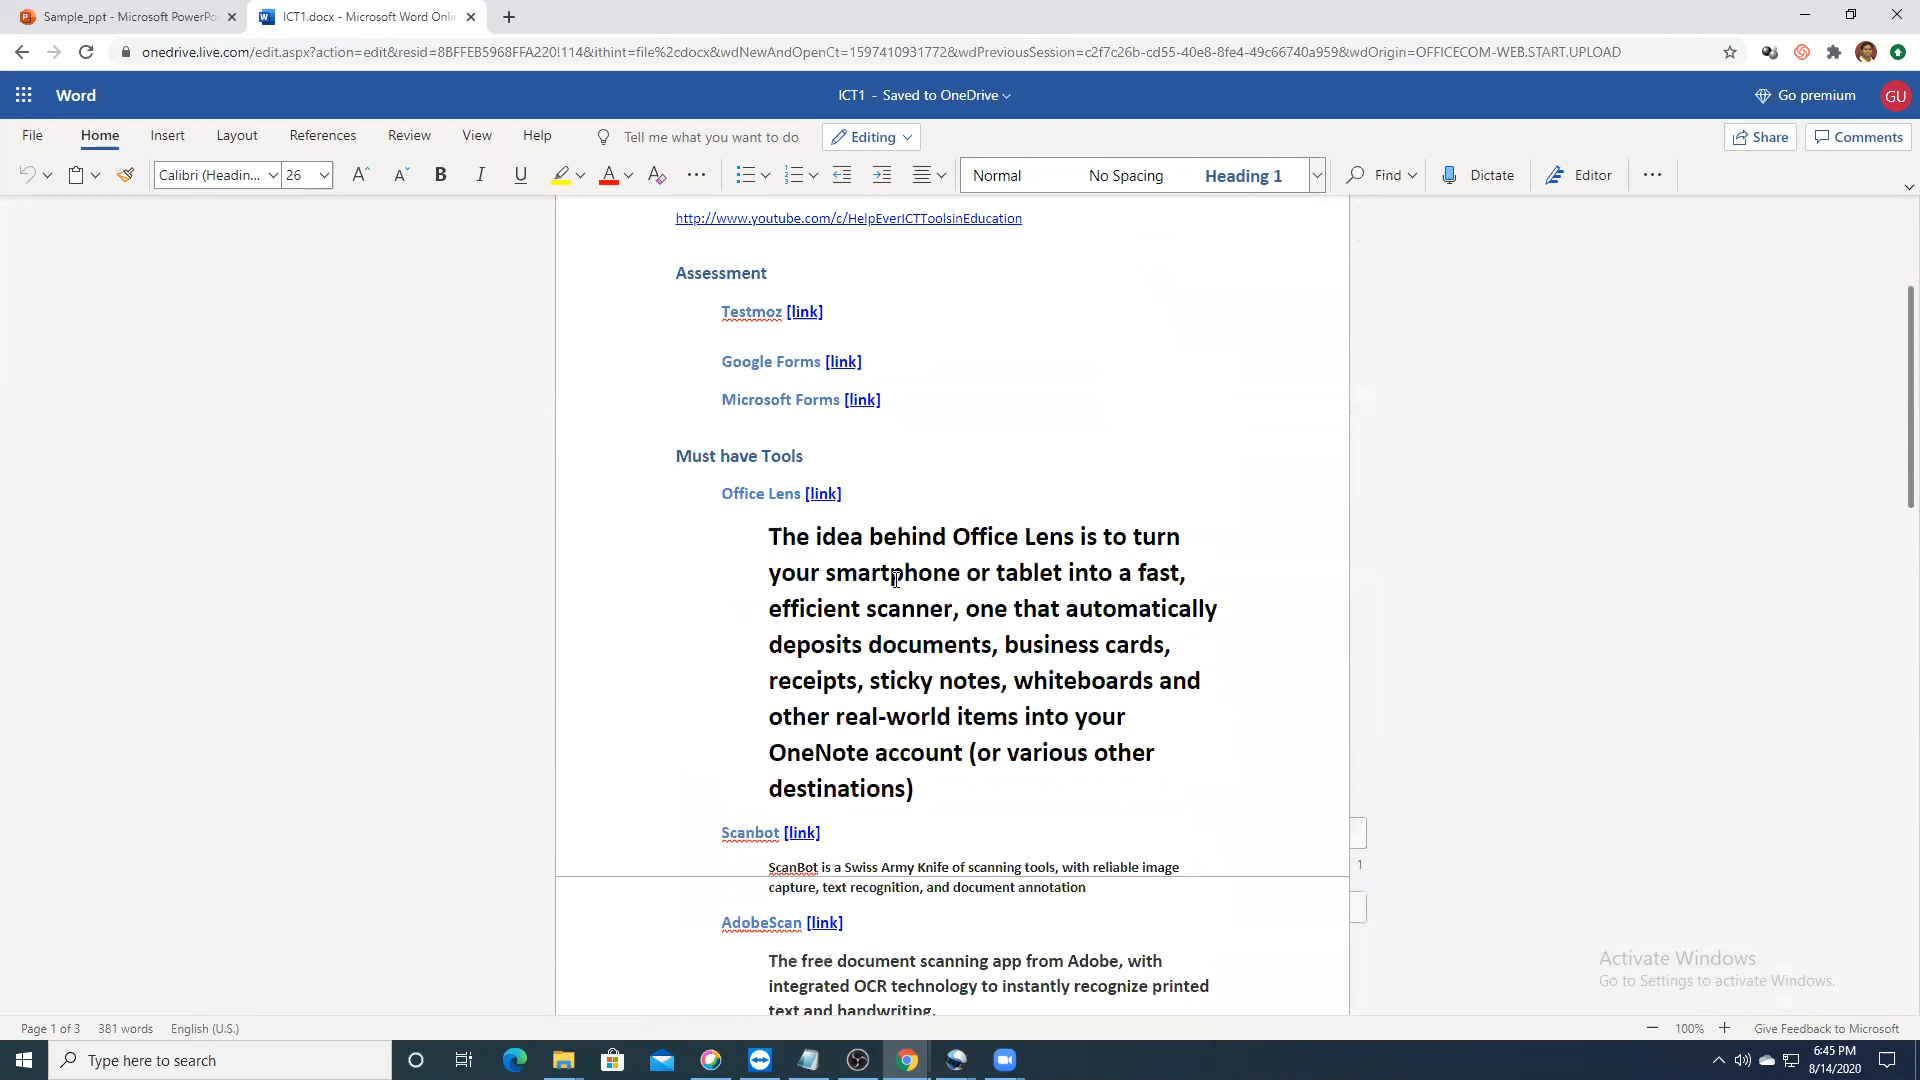 Sample_ppt - Microsoft PowerPo
ICT1.docx - Microsoft Word Onli
onedrive.live.com/edit.aspx?action=edit&resid=8BFFEB5968FFA220!114&ithint=file%2cdocx&wdNewAndOpenCt=1597410931772&wdPreviousSession=c2f7c26b-cd55-40e8-8fe4-49c66740a959&wdOrigin=OFFICECOM-WEB.START.UPLOAD
Word
ICT1 - Saved to OneDrive
Go premium
GU
File Home Insert Layout References Review View Help Tell me what you want to do Editing Share Comments
Calibri (Headin... 26 B I U A Normal No Spacing Heading 1 Find Dictate Editor
http://www.youtube.com/c/HelpEverICTToolsinEducation
Assessment
Testmoz [link]
Google Forms [link]
Microsoft Forms [link]
Must have Tools
Office Lens [link]
The idea behind Office Lens is to turn
your smartphone or tablet into a fast,
efficient scanner, one that automatically
deposits documents, business cards,
receipts, sticky notes, whiteboards and
other real-world items into your
OneNote account (or various other
destinations)
Scanbot [link]
ScanBot is a Swiss Army Knife of scanning tools, with reliable image
capture, text recognition, and document annotation
1
AdobeScan [link]
The free document scanning app from Adobe, with
integrated OCR technology to instantly recognize printed
text and handwriting.
Activate Windows
Go to Settings to activate Windows.
Page 1 of 3 381 words English (U.S.) 100% Give Feedback to Microsoft
Type here to search
6:45 PM
8/14/2020